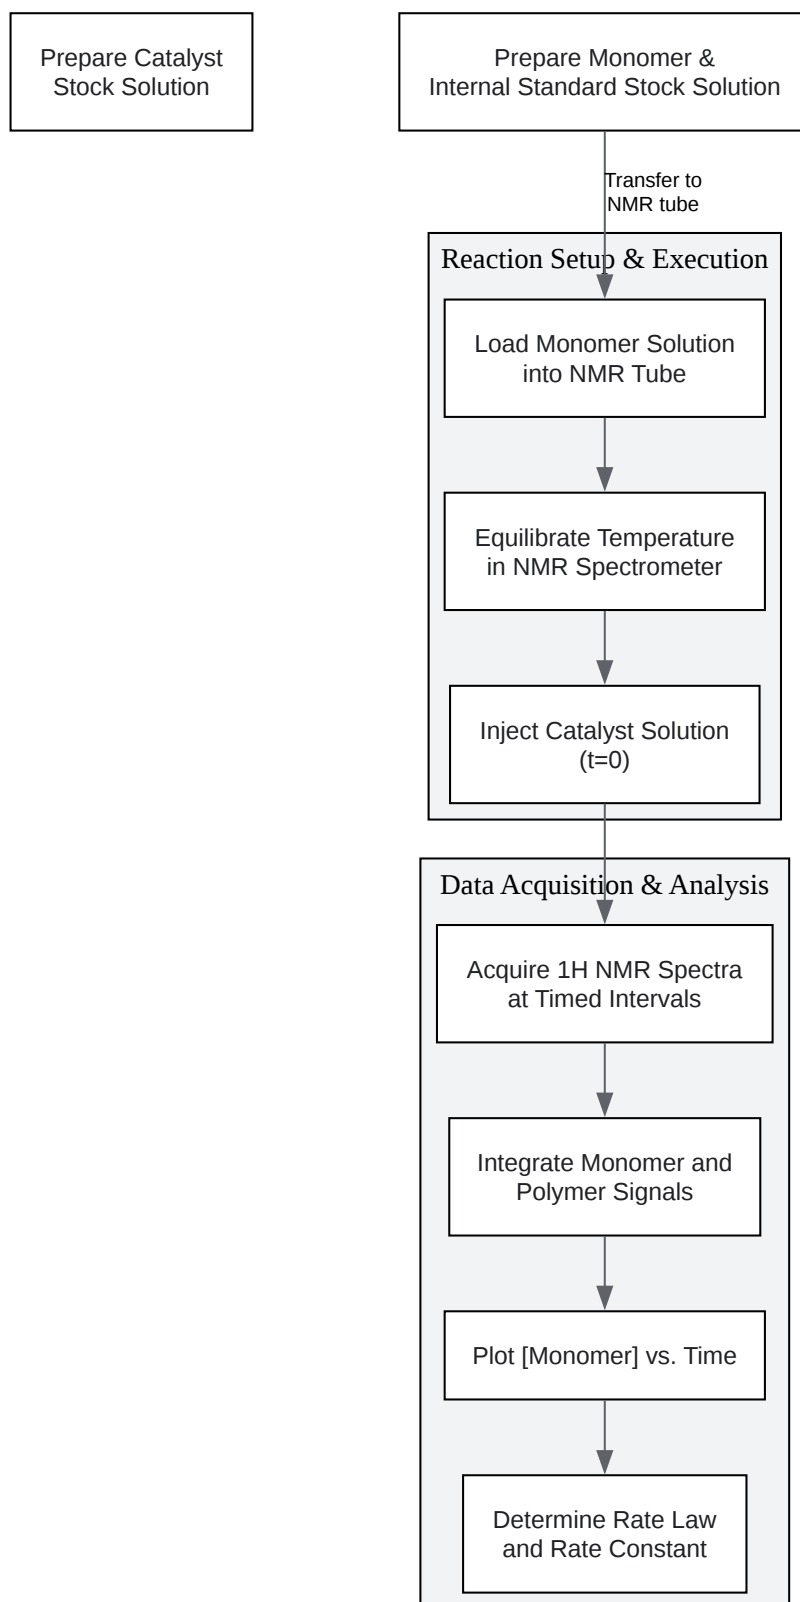 Prepare Catalyst
Stock Solution
Prepare Monomer &
Internal Standard Stock Solution
Transfer to
NMR tube
Reaction Setup & Execution
Load Monomer Solution
into NMR Tube
Equilibrate Temperature
in NMR Spectrometer
Inject Catalyst Solution
(t=0)
Data Acquisition & Analysis
Acquire 1H NMR Spectra
at Timed Intervals
Integrate Monomer and
Polymer Signals
Plot [Monomer] vs. Time
Determine Rate Law
and Rate Constant